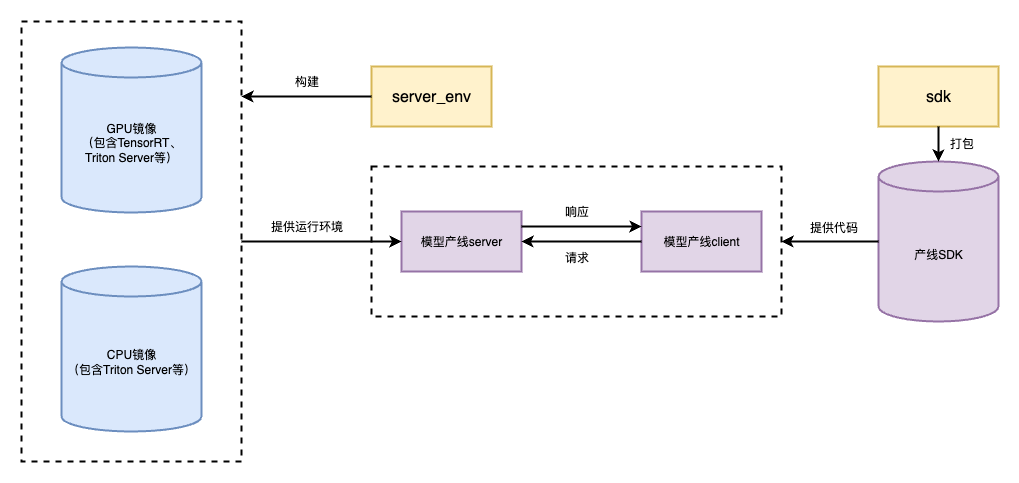 构建
server_env
sdk
GPU镜像
（包含TensorRT、
Triton Server等）
打包
提供运行环境
模型产线server
响应
请求
模型产线client
提供代码
产线SDK
CPU镜像
（包含Triton Server等）